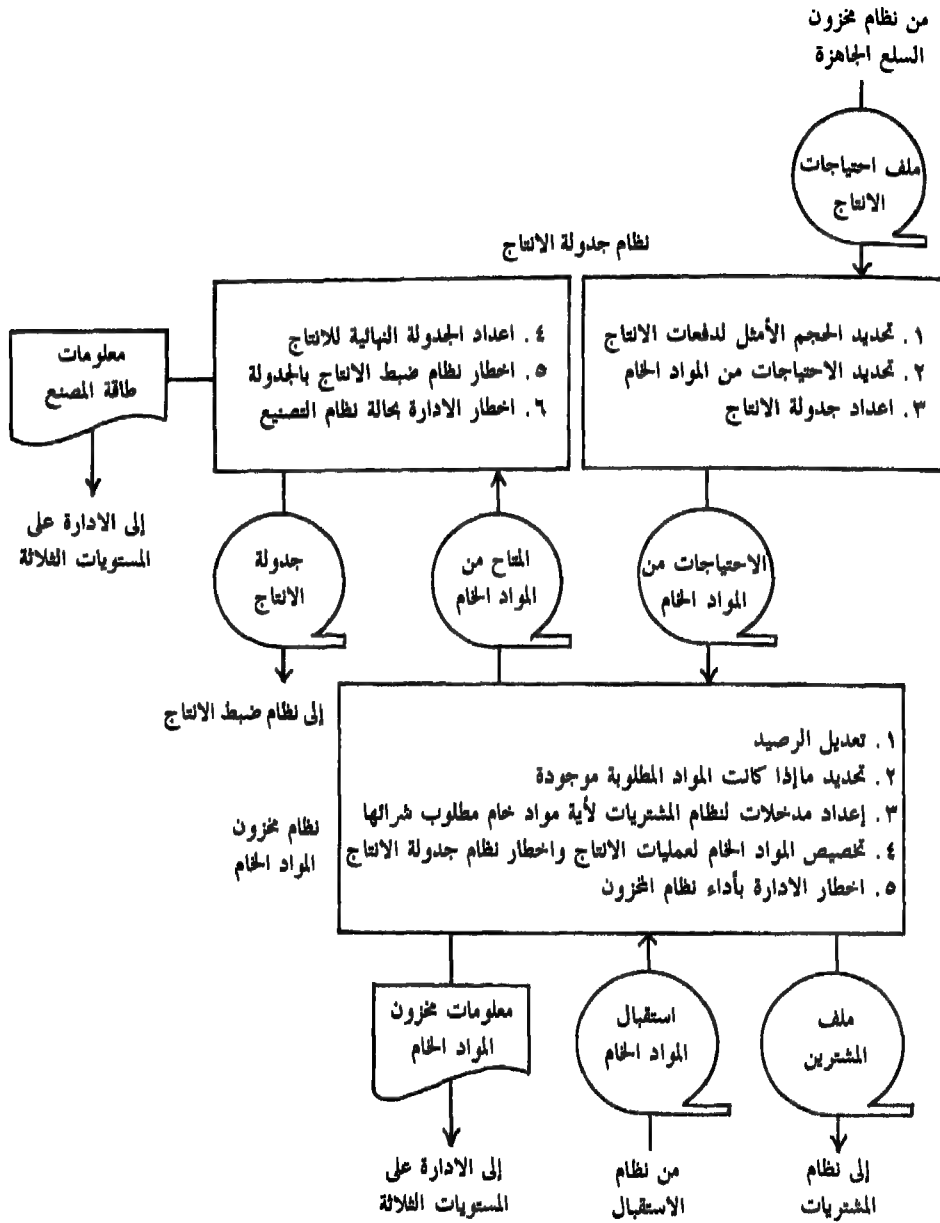 من نظام مخزون
السلع الجاهزة
ملف احتياجات
الانتاج
نظام جدولة الانتاج
١. تحديد الحجم الأمثل لدفعات الانتاج
٢. تحديد الاحتياجات من المواد الخام
٣. اعداد جدولة الانتاج
٤. اعداد الجدولة النهائية للانتاج
٥. اخطار نظام ضبط الانتاج بالجدولة
٦. اخطار الادارة بحالة نظام التصنيع
معلومات
طاقة المصنع
إلى الادارة على
المستويات الثلاثة
الاحتياجات من
المواد الخام
المتاح من
المواد الخام
جدولة
الانتاج
إلى نظام ضبط الانتاج
نظام مخزون
المواد الخام
١. تعديل الرصيد
٢. تحديد ماإذا كانت المواد المطلوبة موجودة
٣. إعداد مدخلات لنظام المشتريات لأية مواد خام مطلوب شرائها
٤. تخصيص المواد الخام لعمليات الانتاج واخطار نظام جدولة الانتاج
٥. اخطار الادارة بأداء نظام المخزون
ملف
المشترين
استقبال
المواد الخام
معلومات مخزون
المواد الخام
إلى نظام
المشتريات
من نظام
الاستقبال
إلى الادارة على
المستويات الثلاثة